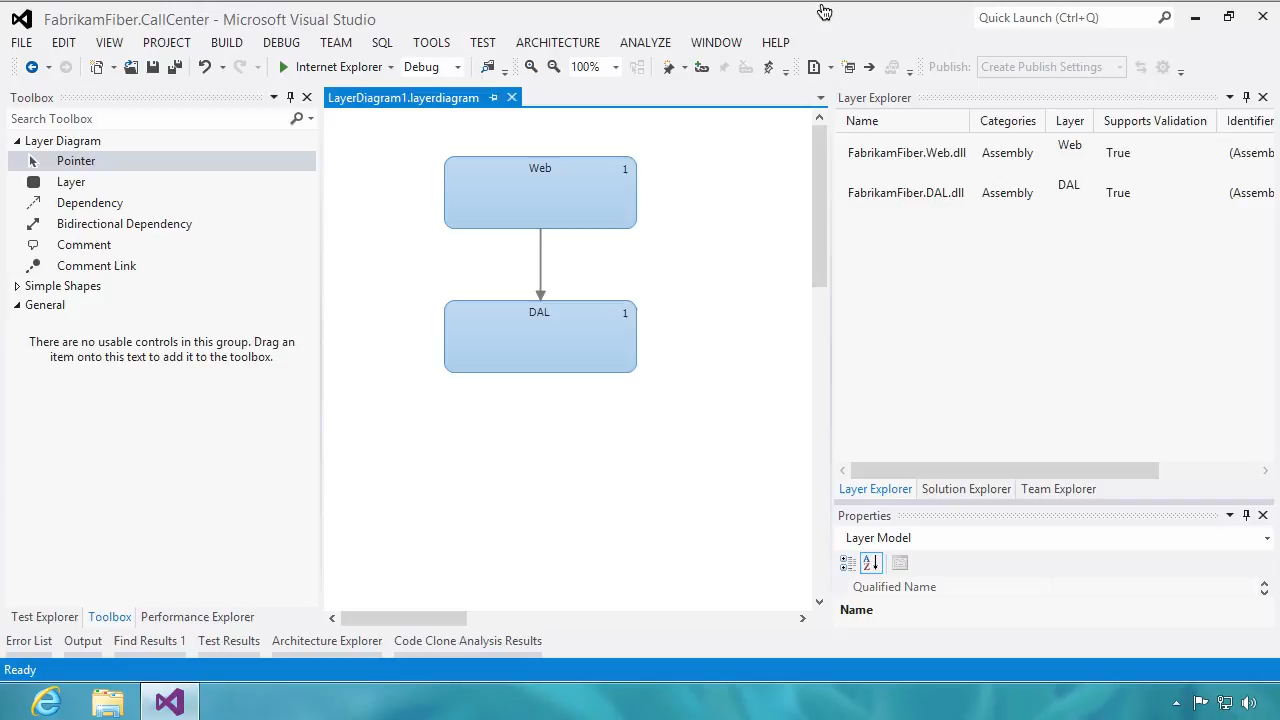 FabrikamFiber.CallCenter - Microsoft Visual Studio
Quick Launch (Ctrl+Q)
FILE EDIT VIEW PROJECT BUILD DEBUG TEAM SQL TOOLS TEST ARCHITECTURE ANALYZE WINDOW HELP
Internet Explorer Debug 100% Publish: Create Publish Settings
Toolbox
Search Toolbox
Layer Diagram
Pointer
Layer
Dependency
Bidirectional Dependency
Comment
Comment Link
Simple Shapes
General
There are no usable controls in this group. Drag an
item onto this text to add it to the toolbox.
Test Explorer Toolbox Performance Explorer
LayerDiagram1.layerdiagram
Web 1
DAL 1
Layer Explorer
Name Categories Layer Supports Validation Identifier
FabrikamFiber.Web.dll Assembly Web True (Assemb
FabrikamFiber.DAL.dll Assembly DAL True (Assemb
Layer Explorer Solution Explorer Team Explorer
Properties
Layer Model
Qualified Name
Name
Error List Output Find Results 1 Test Results Architecture Explorer Code Clone Analysis Results
Ready